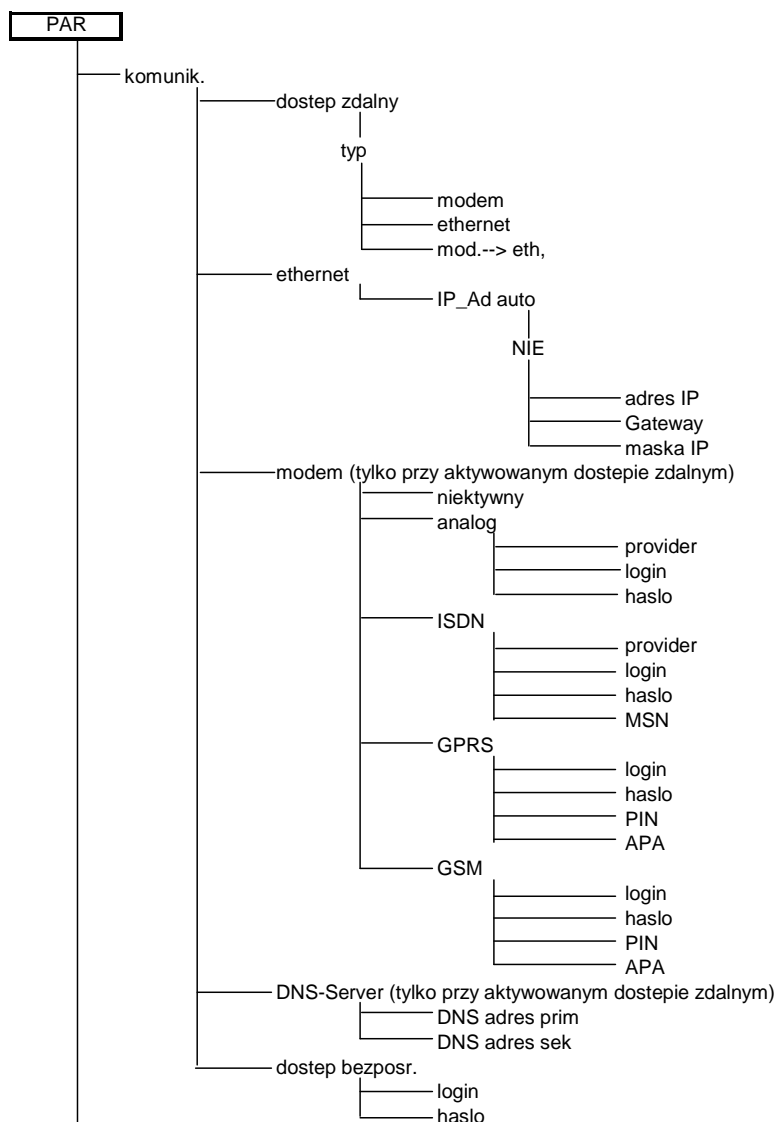 PAR
komunik.
dostep zdalny
typ
modem
ethernet
mod.--> eth,
ethernet
IP_Ad auto
NIE
adres IP
Gateway
maska IP
modem (tylko przy aktywowanym dostepie zdalnym)
niektywny
analog
provider
login
haslo
ISDN
provider
login
haslo
MSN
GPRS
login
haslo
PIN
APA
GSM
login
haslo
PIN
APA
DNS-Server (tylko przy aktywowanym dostepie zdalnym)
DNS adres prim
DNS adres sek
dostep bezposr.
login
haslo